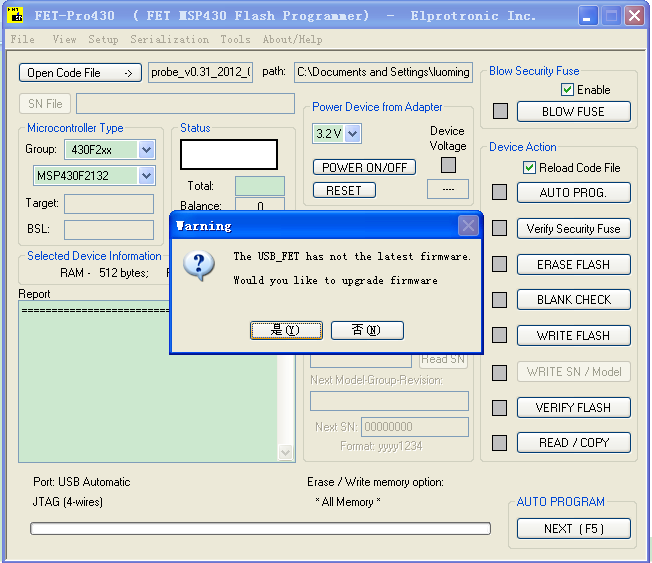 FET-Pro430 ( FET MSP430 Flash Programmer) - Elprotronic Inc.
File View Setup Serialization Tools About/Help
Open Code File -> probe_v0.31_2012_ path: C:\Documents and Settings\luoming
SN File
Microcontroller Type
Group: 430F2xx
MSP430F2132
Target:
BSL:
Status
Total:
Balance: 0
Power Device from Adapter
3.2 V
Device Voltage
POWER ON/OFF
RESET
----
Blow Security Fuse
Enable
BLOW FUSE
Device Action
Reload Code File
AUTO PROG.
Verify Security Fuse
ERASE FLASH
BLANK CHECK
WRITE FLASH
WRITE SN / Model
VERIFY FLASH
READ / COPY
Selected Device Information
RAM - 512 bytes;
Report
=========================
Warning
The USB_FET has not the latest firmware.
Would you like to upgrade firmware
是(Y) 否(N)
Read SN
Next Model-Group-Revision:
Next SN: 00000000
Format: yyyy1234
Port: USB Automatic
JTAG (4-wires)
Erase / Write memory option:
* All Memory *
AUTO PROGRAM
NEXT ( F5 )